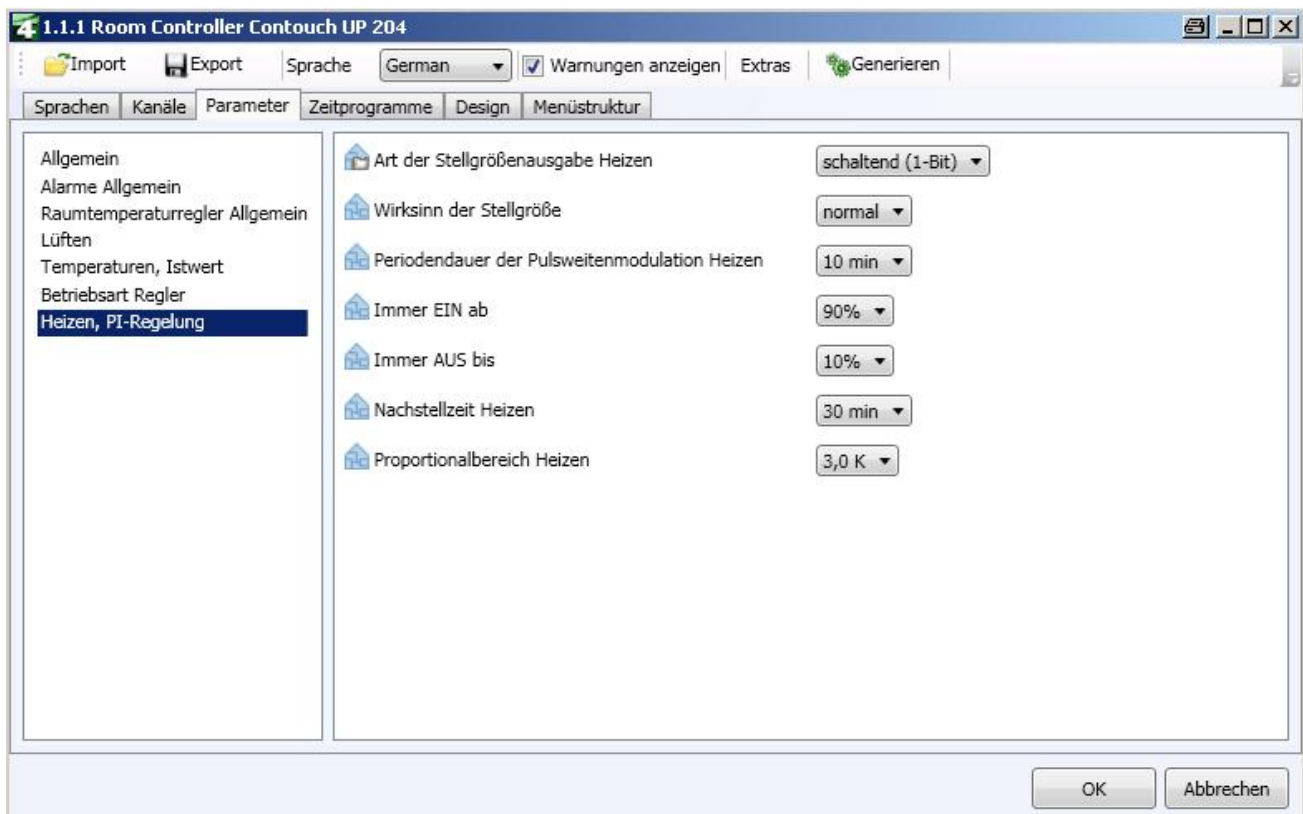 1.1.1 Room Controller Contouch UP 204
Import Export Sprache German Warnungen anzeigen Extras Generieren
Sprachen Kanäle Parameter Zeitprogramme Design Menüstruktur
Allgemein
Alarme Allgemein
Raumtemperaturregler Allgemein
Lüften
Temperaturen, Istwert
Betriebsart Regler
Heizen, PI-Regelung
Art der Stellgrößenausgabe Heizen schaltend (1-Bit)
Wirksinn der Stellgröße normal
Periodendauer der Pulsweitenmodulation Heizen 10 min
Immer EIN ab 90%
Immer AUS bis 10%
Nachstellzeit Heizen 30 min
Proportionalbereich Heizen 3,0 K
OK Abbrechen